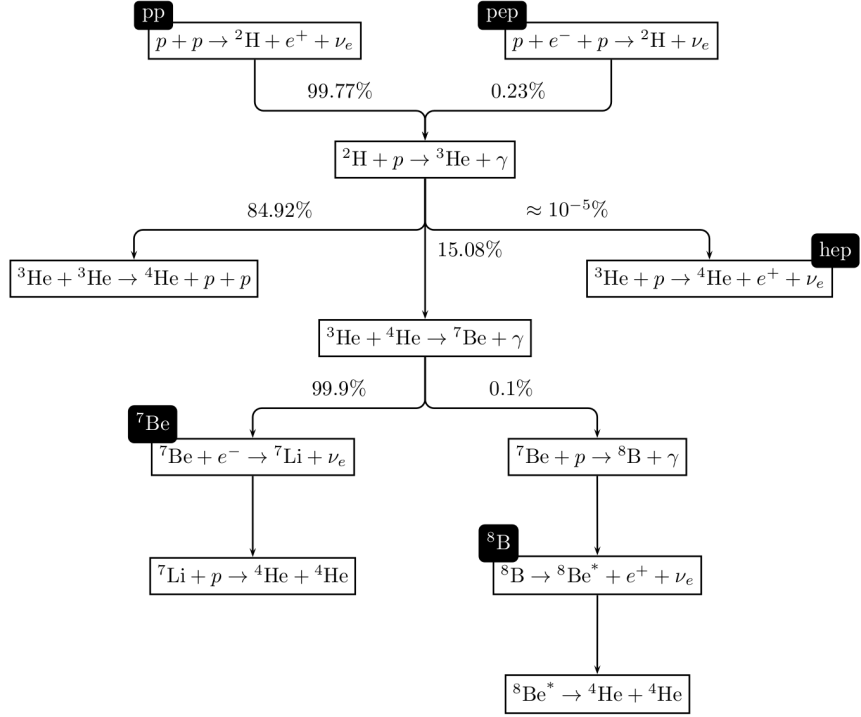 pp
pep
p + p → ²H + e⁺ + νₑ
p + e⁻ + p → ²H + νₑ
99.77%
0.23%
²H + p → ³He + γ
84.92%
≈ 10⁻⁵%
15.08%
hep
³He + ³He → ⁴He + p + p
³He + p → ⁴He + e⁺ + νₑ
³He + ⁴He → ⁷Be + γ
99.9%
0.1%
⁷Be
⁷Be + e⁻ → ⁷Li + νₑ
⁷Be + p → ⁸B + γ
⁸B
⁷Li + p → ⁴He + ⁴He
⁸B → ⁸Be* + e⁺ + νₑ
⁸Be* → ⁴He + ⁴He